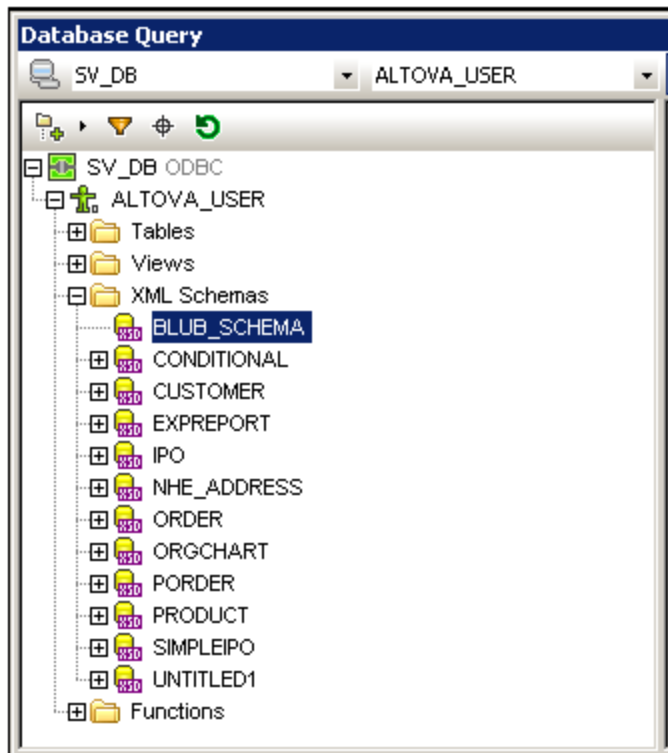 Database Query
SV_DB ALTOVA_USER
SV_DB ODBC
ALTOVA_USER
Tables
Views
XML Schemas
BLUB_SCHEMA
CONDITIONAL
CUSTOMER
EXPREPORT
IPO
NHE_ADDRESS
ORDER
ORGCHART
PORDER
PRODUCT
SIMPLEIPO
UNTITLED1
Functions